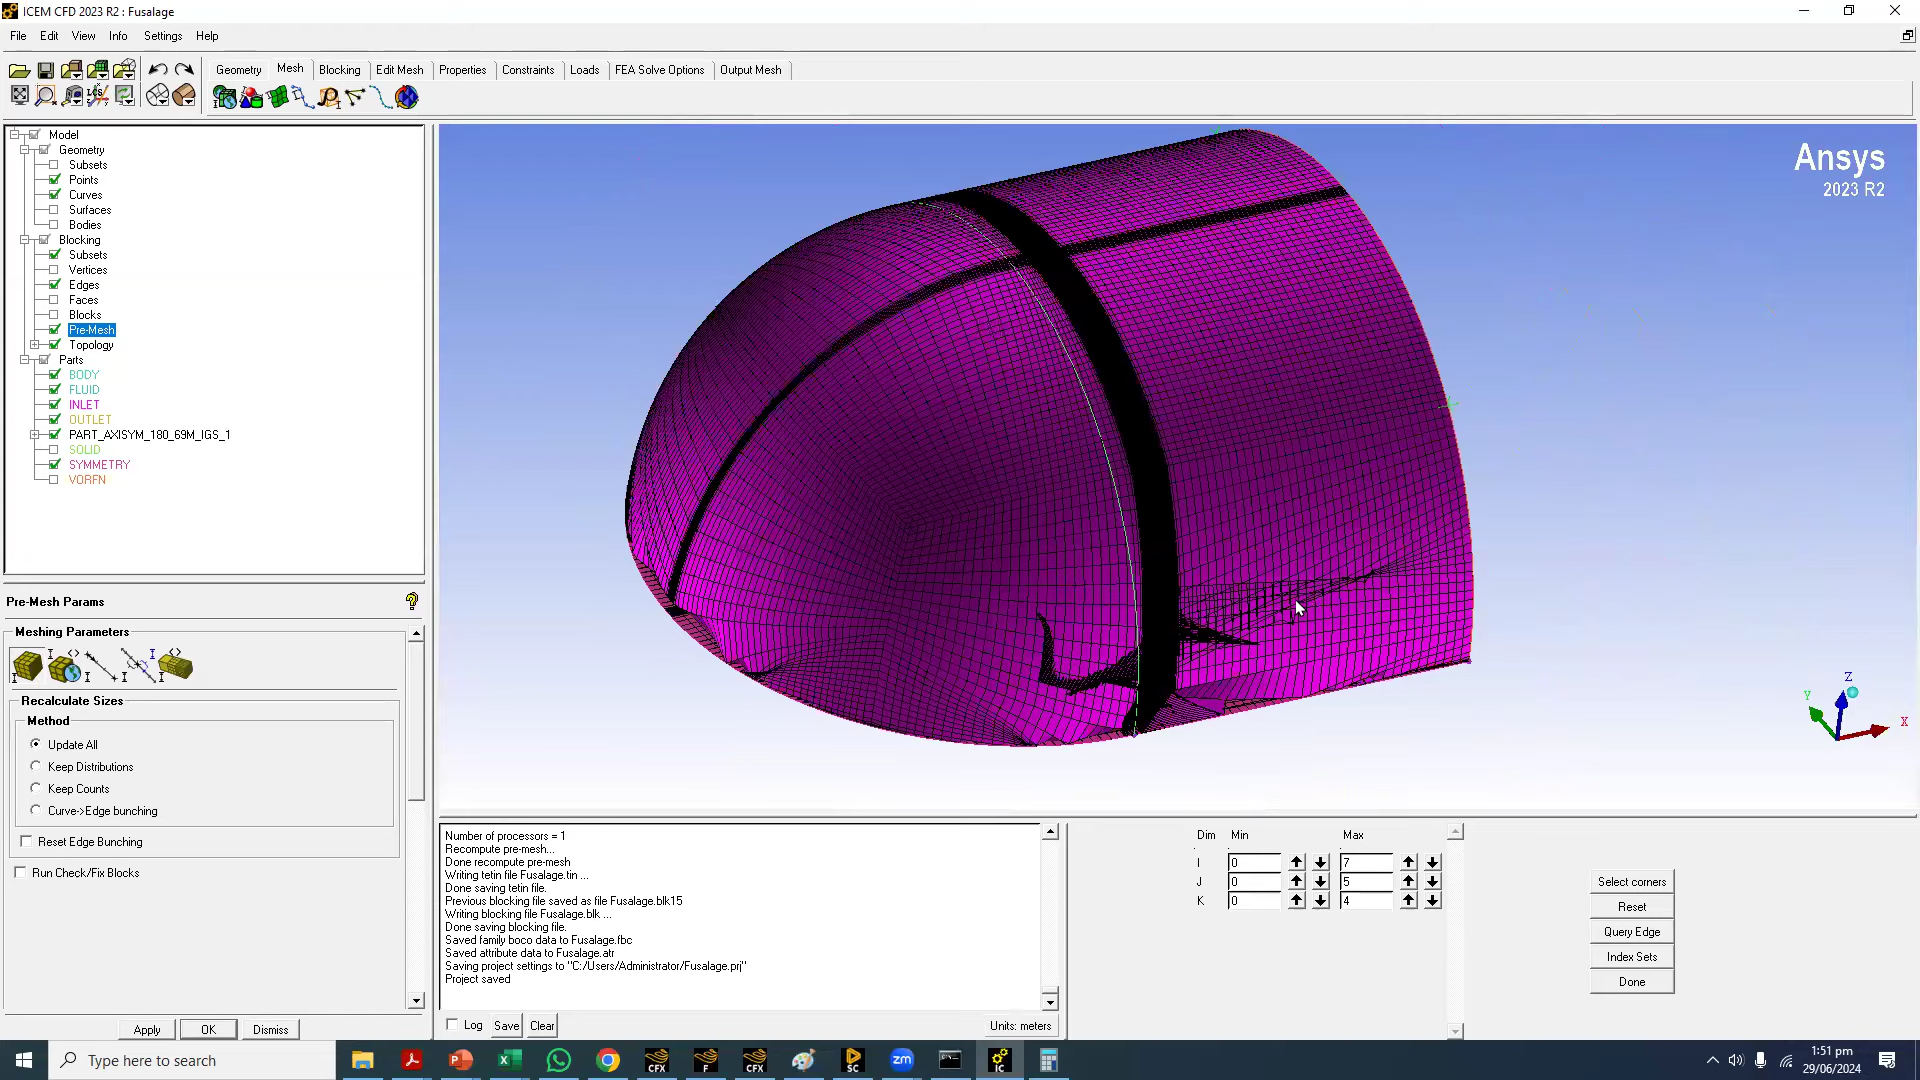 ICEM CFD 2023 R2 : Fusalage
File Edit View Info Settings Help
Geometry Mesh Blocking Edit Mesh Properties Constraints Loads FEA Solve Options Output Mesh
LCS
Model
Geometry
Subsets
Points
Curves
Surfaces
Bodies
Blocking
Subsets
Vertices
Edges
Faces
Blocks
Pre-Mesh
Topology
Parts
BODY
FLUID
INLET
OUTLET
PART_AXISYM_180_69M_IGS_1
SOLID
SYMMETRY
VORFN
Ansys
2023 R2
Z
Y
X
Pre-Mesh Params
Meshing Parameters
Recalculate Sizes
Method
Update All
Keep Distributions
Keep Counts
Curve->Edge bunching
Reset Edge Bunching
Run Check/Fix Blocks
Apply OK Dismiss
Number of processors = 1
Recompute pre-mesh...
Done recompute pre-mesh
Writing tetin file Fusalage.tin ...
Done saving tetin file.
Previous blocking file saved as file Fusalage.blk15
Writing blocking file Fusalage.blk ...
Done saving blocking file.
Saved family boco data to Fusalage.fbc
Saved attribute data to Fusalage.atr
Saving project settings to "C:/Users/Administrator/Fusalage.prj"
Project saved
Log Save Clear Units: meters
Dim Min Max
I 0 7
J 0 5
K 0 4
Select corners
Reset
Query Edge
Index Sets
Done
Type here to search
CFX F CFX SC zm IC
1:51 pm
29/06/2024